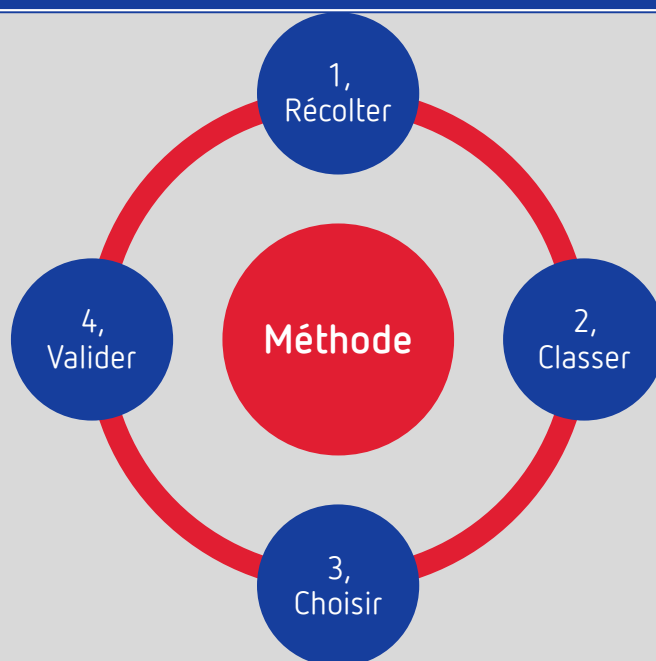 1,
Récolter
2,
Classer
3,
Choisir
4,
Valider
Méthode